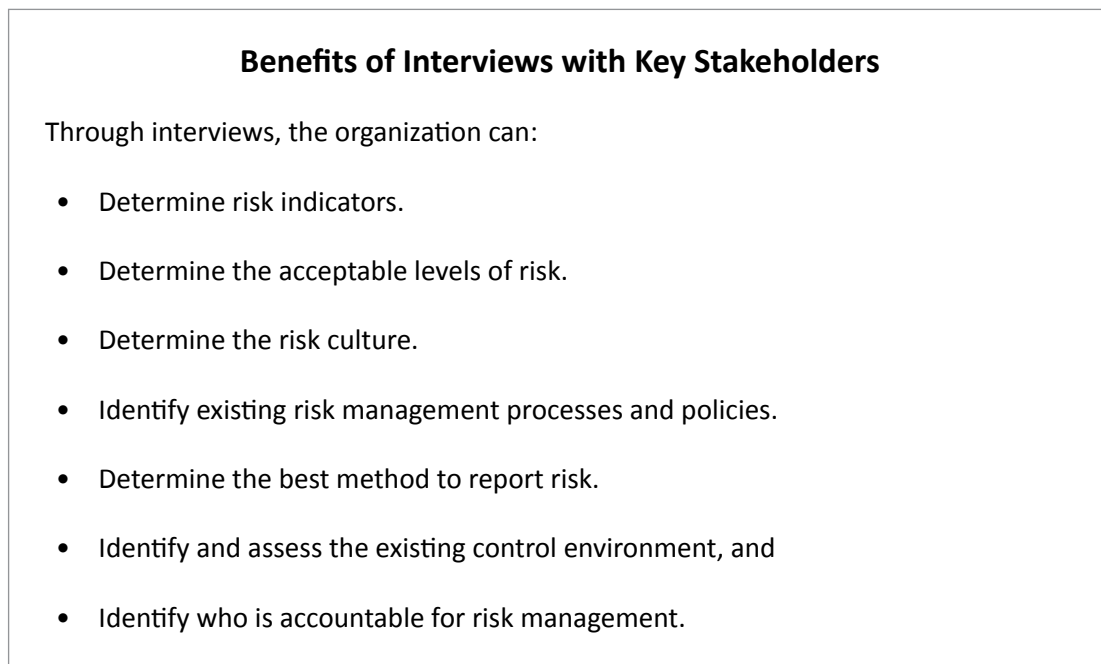 Benefits of Interviews with Key Stakeholders
Through interviews, the organization can:
• Determine risk indicators.
• Determine the acceptable levels of risk.
• Determine the risk culture.
• Identify existing risk management processes and policies.
• Determine the best method to report risk.
• Identify and assess the existing control environment, and
• Identify who is accountable for risk management.